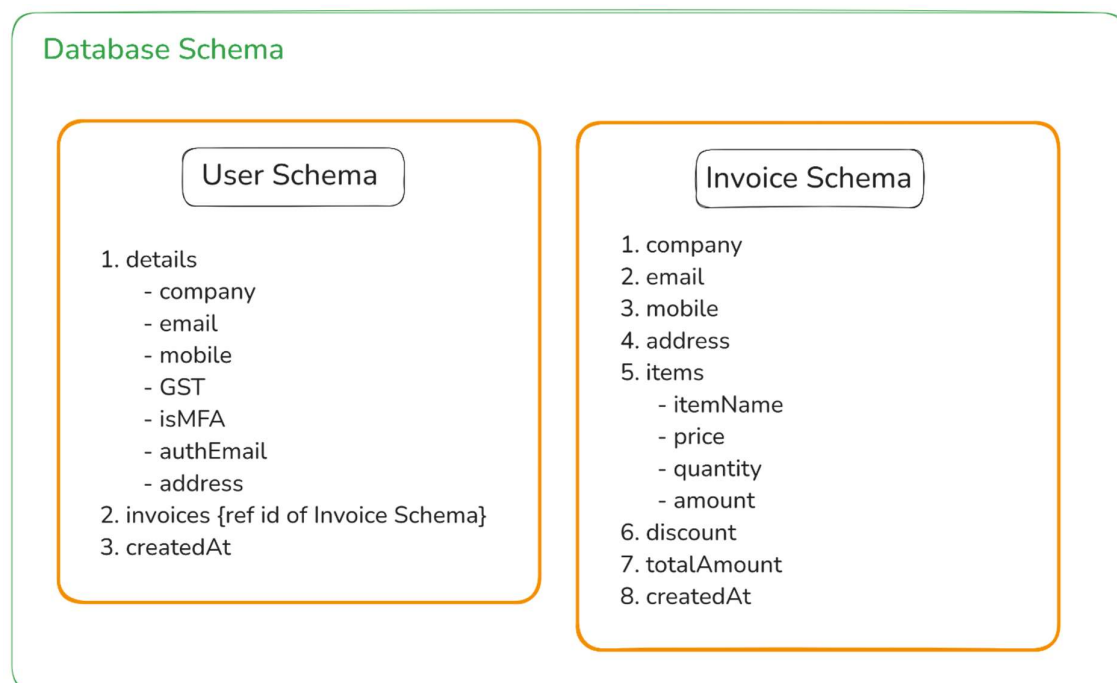 Database Schema
User Schema
1. details
- company
- email
- mobile
- GST
- isMFA
- authEmail
- address
2. invoices {ref id of Invoice Schema}
3. createdAt
Invoice Schema
1. company
2. email
3. mobile
4. address
5. items
- itemName
- price
- quantity
- amount
6. discount
7. totalAmount
8. createdAt